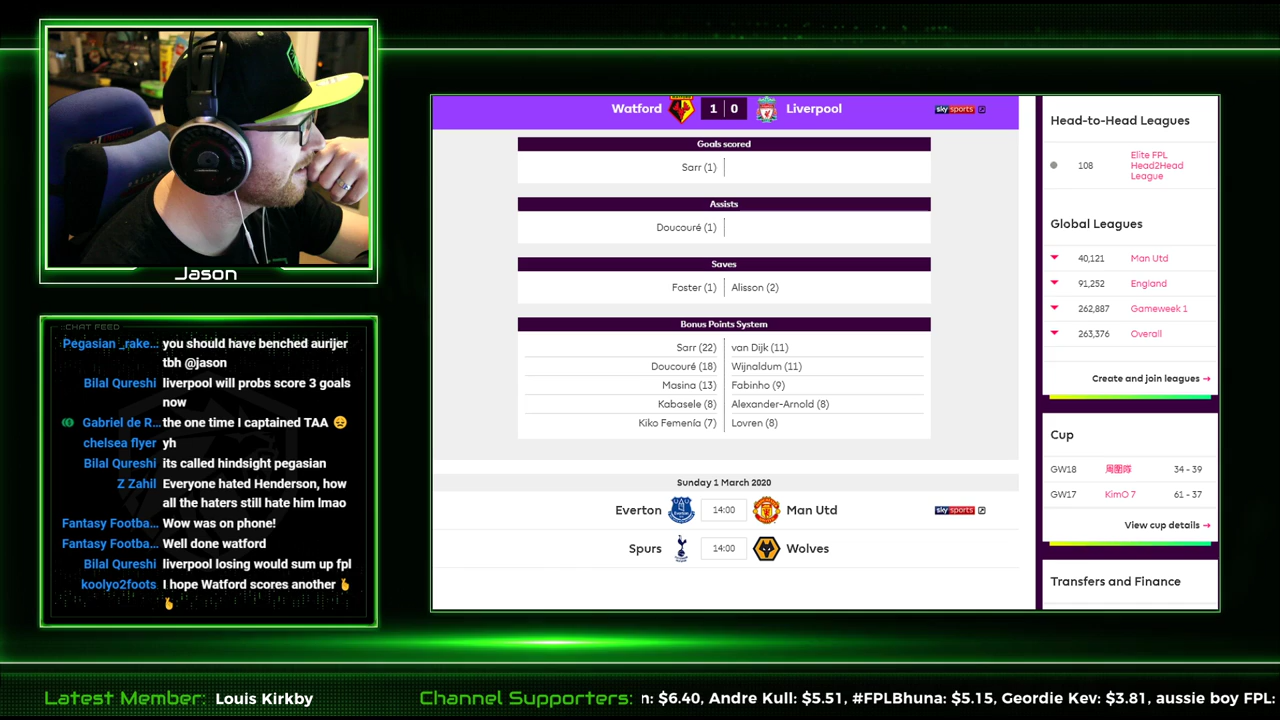 Jason
::CHAT FEED
Pegasian _rake... you should have benched aurijer
tbh @jason
Bilal Qureshi liverpool will probs score 3 goals
now
Gabriel de R... the one time I captained TAA 😔
chelsea flyer yh
Bilal Qureshi its called hindsight pegasian
Z Zahil Everyone hated Henderson, how
all the haters still hate him lmao
Fantasy Footba... Wow was on phone!
Fantasy Footba... Well done watford
Bilal Qureshi liverpool losing would sum up fpl
koolyo2foots I hope Watford scores another 🤞
🤞
Watford 1 | 0 Liverpool sky sports
Goals scored
Sarr (1)
Assists
Doucouré (1)
Saves
Foster (1) Alisson (2)
Bonus Points System
Sarr (22) van Dijk (11)
Doucouré (18) Wijnaldum (11)
Masina (13) Fabinho (9)
Kabasele (8) Alexander-Arnold (8)
Kiko Femenía (7) Lovren (8)
Sunday 1 March 2020
Everton 14:00 Man Utd sky sports
Spurs 14:00 Wolves
Head-to-Head Leagues
108 Elite FPL
Head2Head
League
Global Leagues
40,121 Man Utd
91,252 England
262,887 Gameweek 1
263,376 Overall
Create and join leagues →
Cup
GW18 周團隊 34 - 39
GW17 KimO 7 61 - 37
View cup details →
Transfers and Finance
Latest Member: Louis Kirkby
Channel Supporters: n: $6.40, Andre Kull: $5.51, #FPLBhuna: $5.15, Geordie Kev: $3.81, aussie boy FPL: